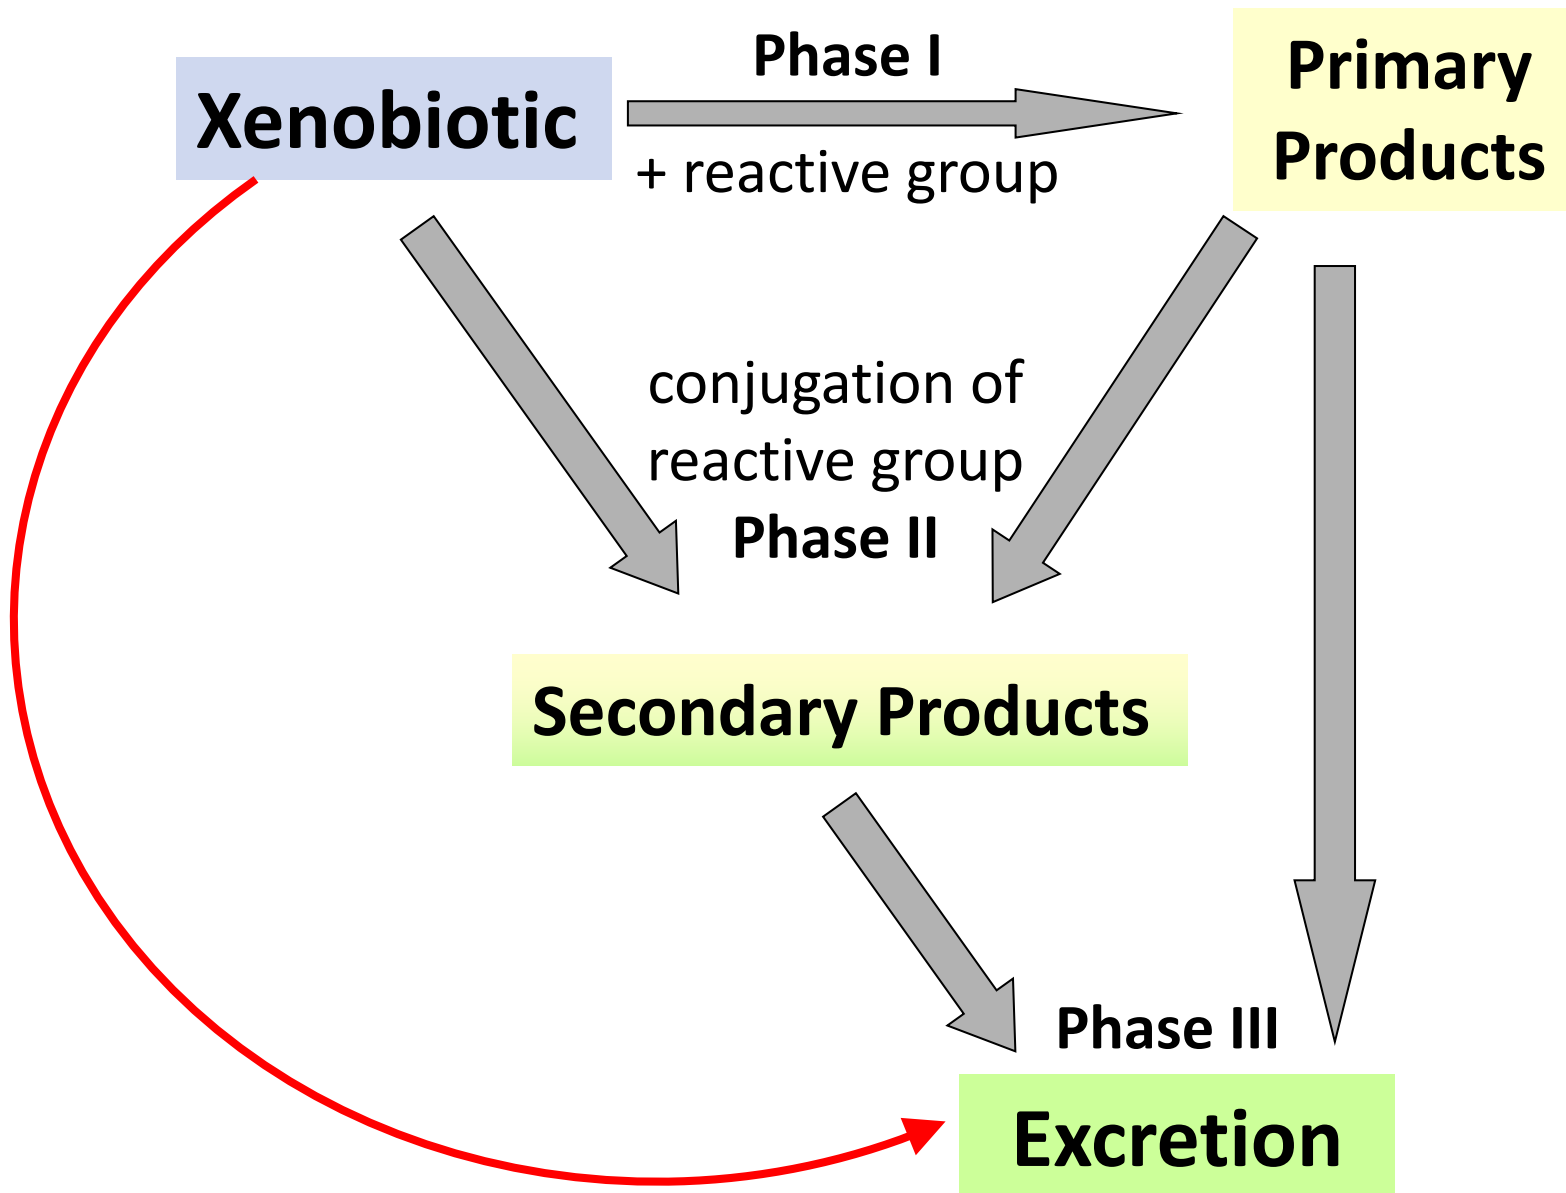 Phase I
Xenobiotic
+ reactive group
Primary
Products
conjugation of
reactive group
Phase II
Secondary Products
Phase III
Excretion